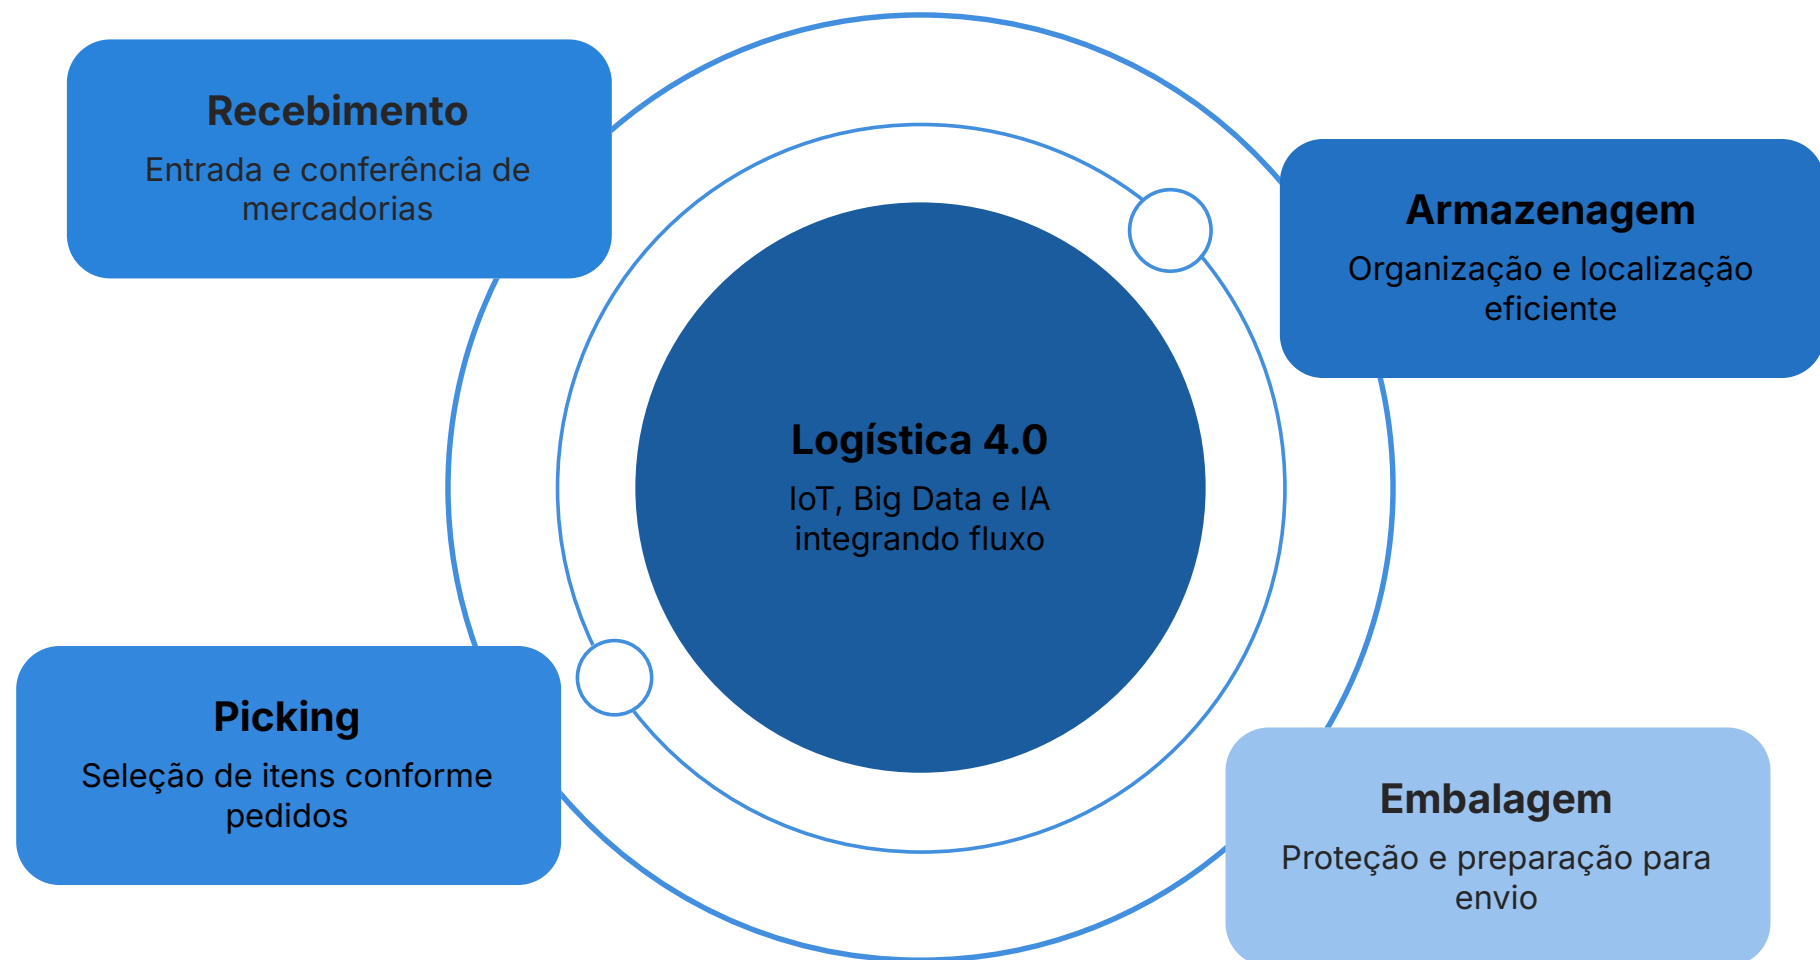 Recebimento
Entrada e conferência de
mercadorias
Armazenagem
Organização e localização
eficiente
Logística 4.0
IoT, Big Data e IA
integrando fluxo
Picking
Seleção de itens conforme
pedidos
Embalagem
Proteção e preparação para
envio